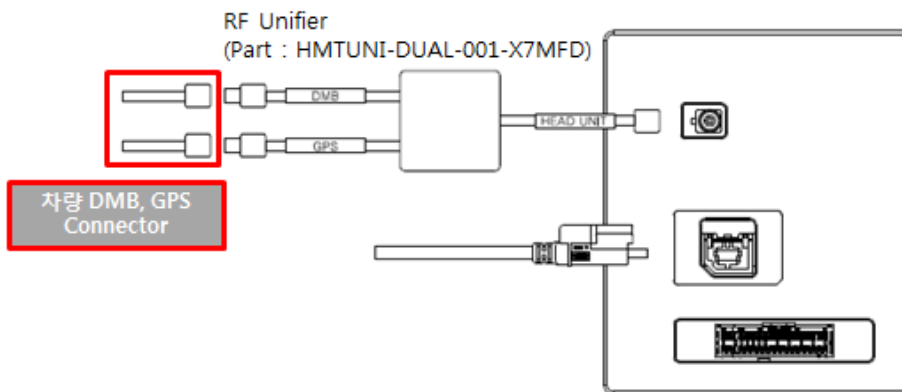 RF Unifier
(Part : HMTUNI-DUAL-001-X7MFD)
DMB
HEAD UNIT
GPS
차량 DMB, GPS
Connector